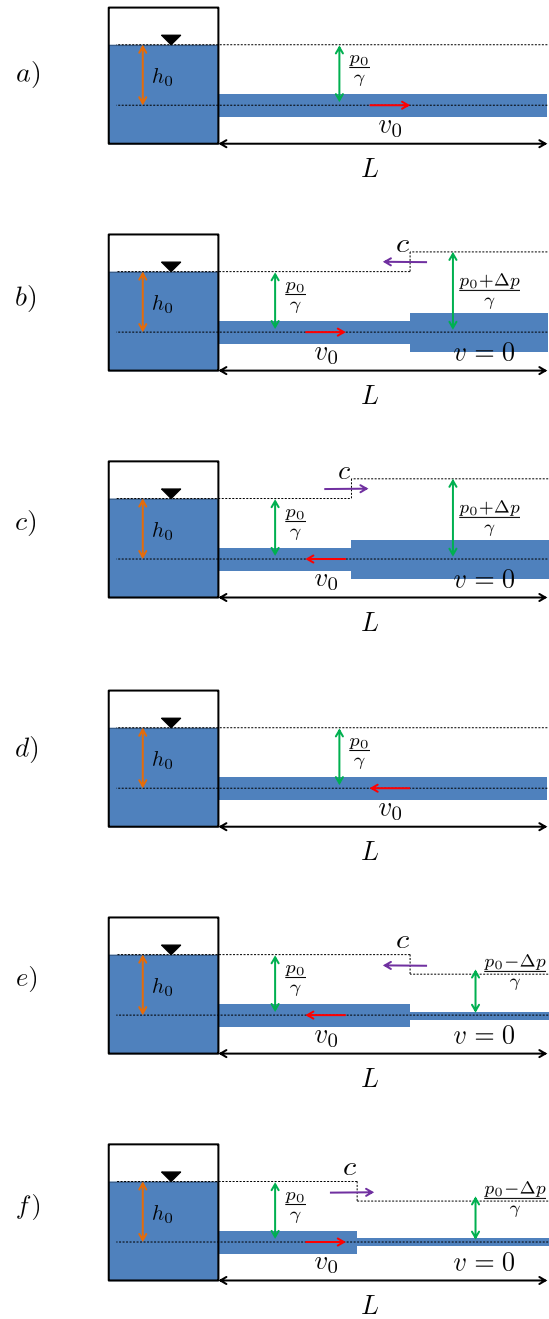 a)
h₀
p₀/γ
v₀
L
b)
c
h₀
p₀/γ
p₀+Δp/γ
v₀
v = 0
L
c)
c
h₀
p₀/γ
p₀+Δp/γ
v₀
v = 0
L
d)
h₀
p₀/γ
v₀
L
e)
c
h₀
p₀/γ
p₀−Δp/γ
v₀
v = 0
L
f)
c
h₀
p₀/γ
p₀−Δp/γ
v₀
v = 0
L